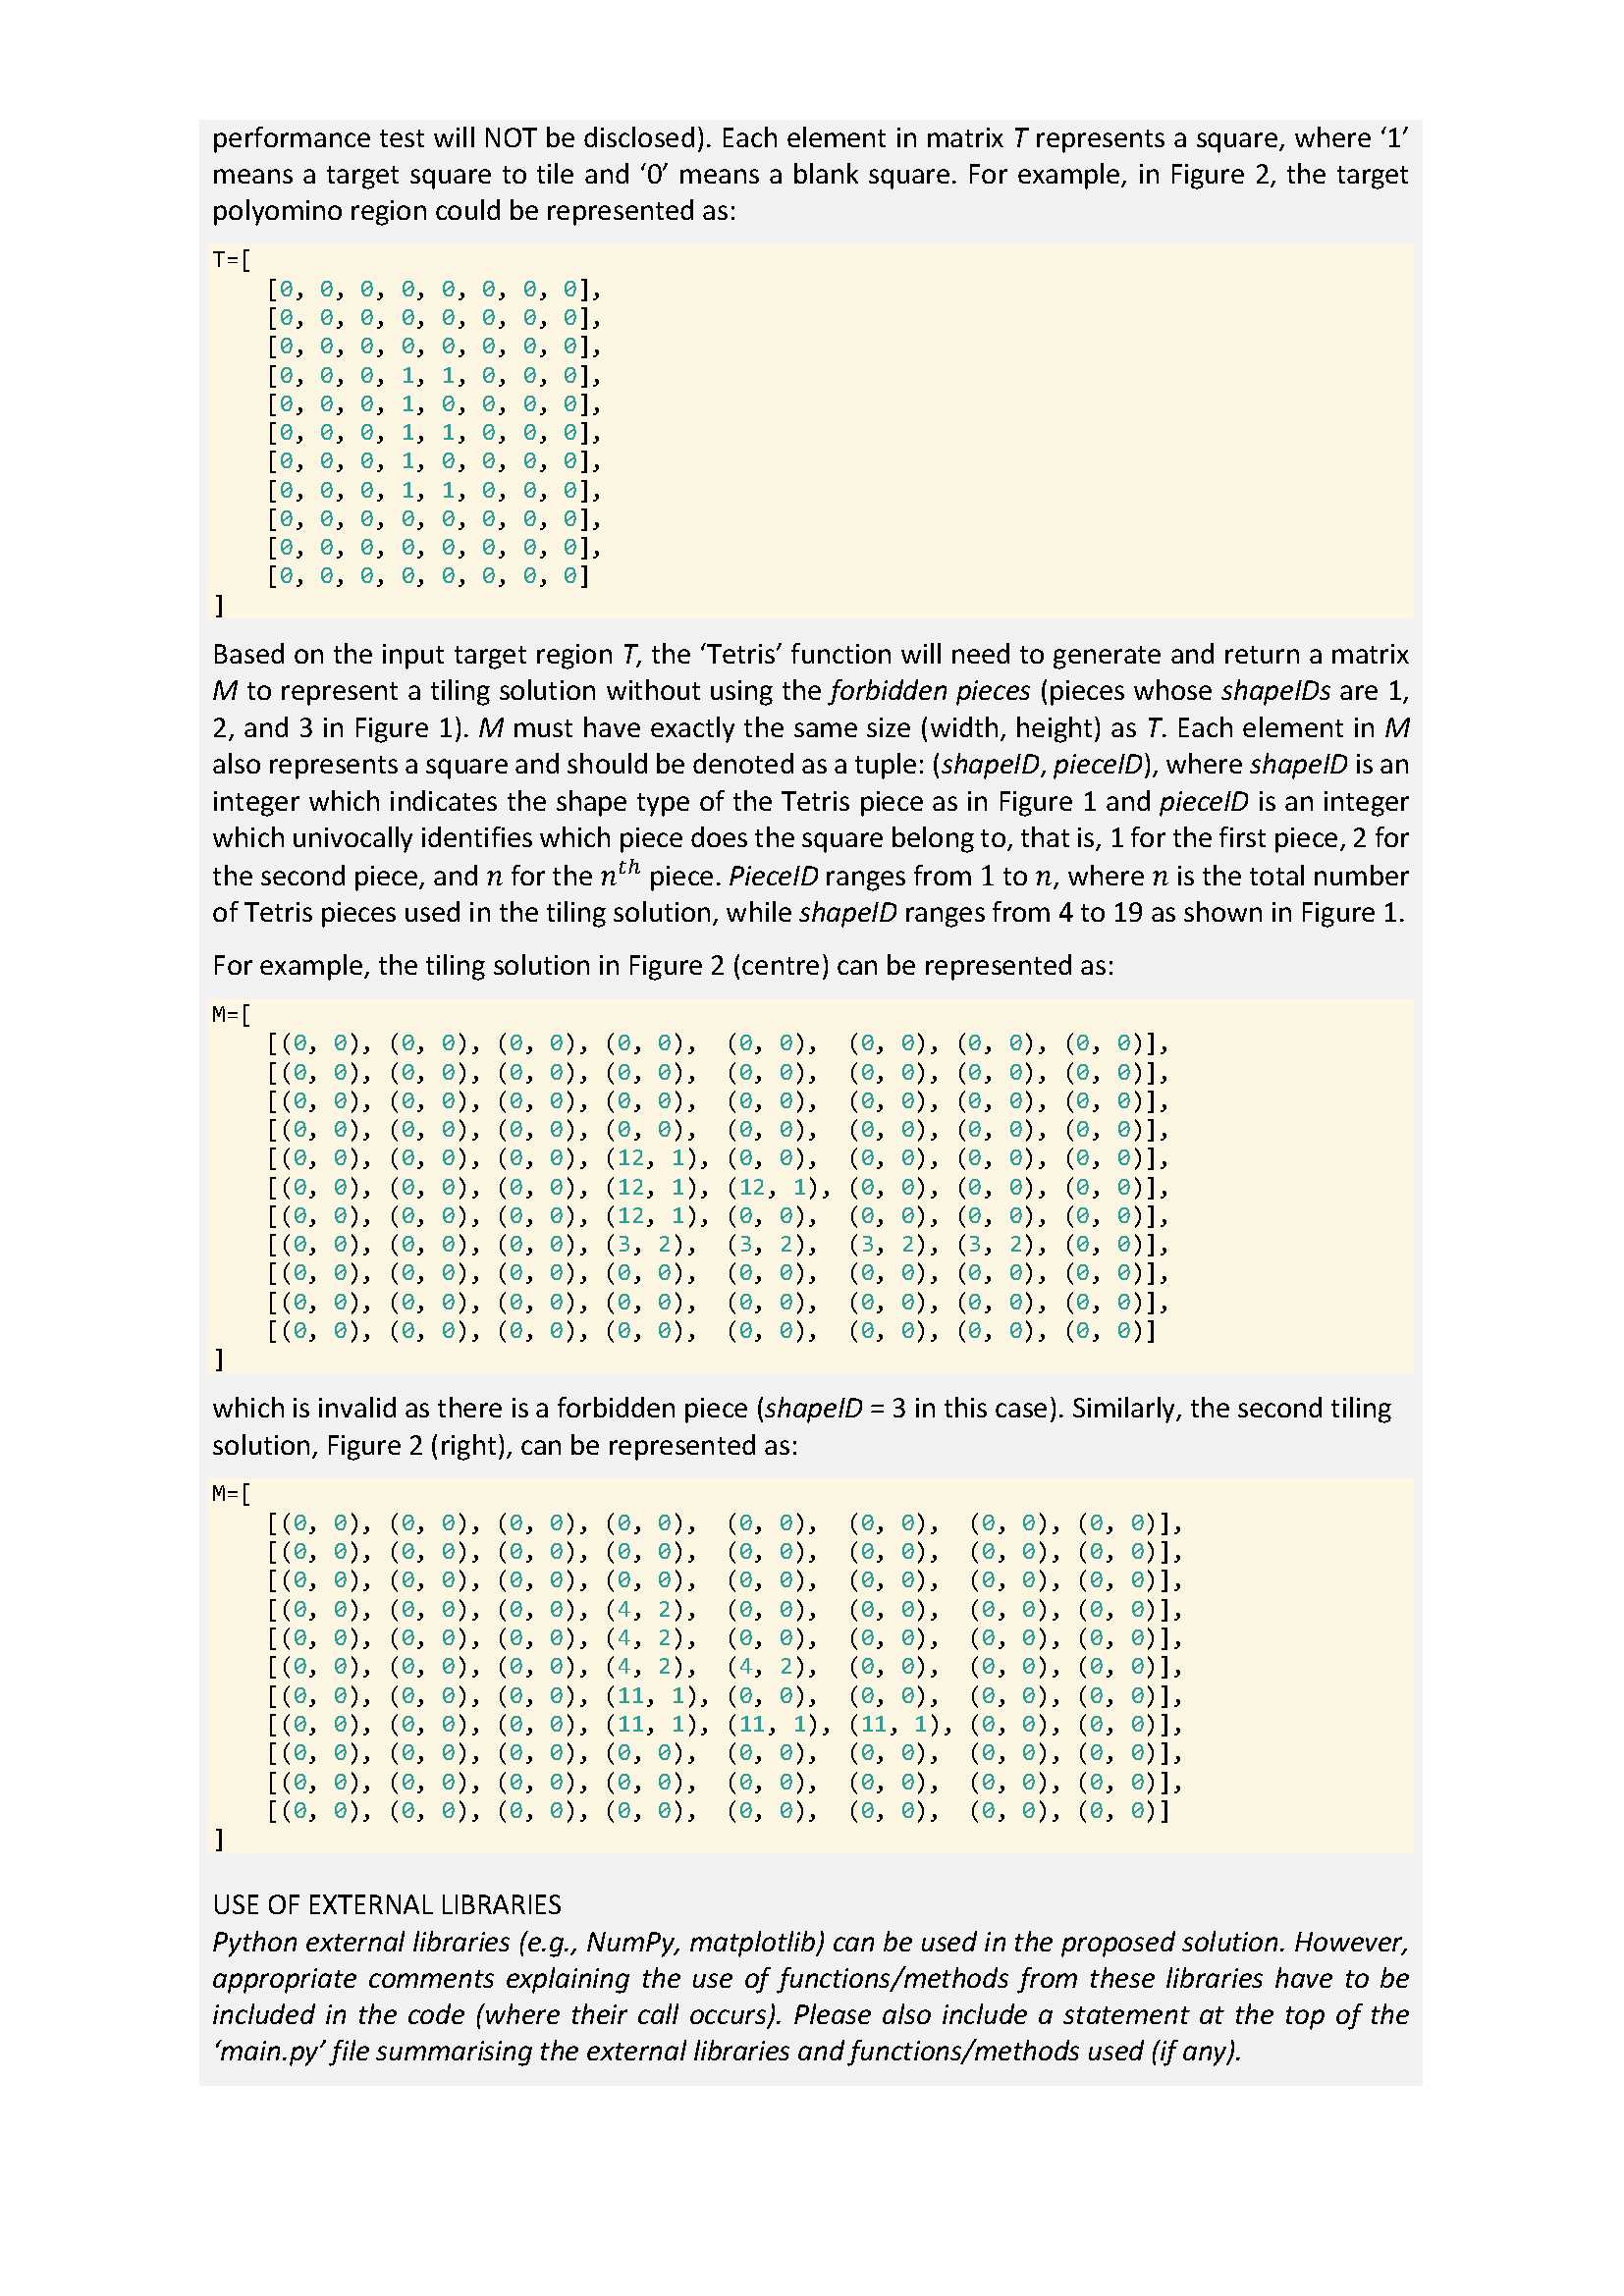 performance test will NOT be disclosed). Each element in matrix T represents a square, where ‘1’
means a target square to tile and ‘0’ means a blank square. For example, in Figure 2, the target
polyomino region could be represented as:
T=[
    [0, 0, 0, 0, 0, 0, 0, 0],
    [0, 0, 0, 0, 0, 0, 0, 0],
    [0, 0, 0, 0, 0, 0, 0, 0],
    [0, 0, 0, 1, 1, 0, 0, 0],
    [0, 0, 0, 1, 0, 0, 0, 0],
    [0, 0, 0, 1, 1, 0, 0, 0],
    [0, 0, 0, 1, 0, 0, 0, 0],
    [0, 0, 0, 1, 1, 0, 0, 0],
    [0, 0, 0, 0, 0, 0, 0, 0],
    [0, 0, 0, 0, 0, 0, 0, 0],
    [0, 0, 0, 0, 0, 0, 0, 0]
]
Based on the input target region T, the ‘Tetris’ function will need to generate and return a matrix
M to represent a tiling solution without using the forbidden pieces (pieces whose shapeIDs are 1,
2, and 3 in Figure 1). M must have exactly the same size (width, height) as T. Each element in M
also represents a square and should be denoted as a tuple: (shapeID, pieceID), where shapeID is an
integer which indicates the shape type of the Tetris piece as in Figure 1 and pieceID is an integer
which univocally identifies which piece does the square belong to, that is, 1 for the first piece, 2 for
the second piece, and n for the n^th piece. PieceID ranges from 1 to n, where n is the total number
of Tetris pieces used in the tiling solution, while shapeID ranges from 4 to 19 as shown in Figure 1.
For example, the tiling solution in Figure 2 (centre) can be represented as:
M=[
    [(0, 0), (0, 0), (0, 0), (0, 0),  (0, 0),  (0, 0), (0, 0), (0, 0)],
    [(0, 0), (0, 0), (0, 0), (0, 0),  (0, 0),  (0, 0), (0, 0), (0, 0)],
    [(0, 0), (0, 0), (0, 0), (0, 0),  (0, 0),  (0, 0), (0, 0), (0, 0)],
    [(0, 0), (0, 0), (0, 0), (0, 0),  (0, 0),  (0, 0), (0, 0), (0, 0)],
    [(0, 0), (0, 0), (0, 0), (12, 1), (0, 0),  (0, 0), (0, 0), (0, 0)],
    [(0, 0), (0, 0), (0, 0), (12, 1), (12, 1), (0, 0), (0, 0), (0, 0)],
    [(0, 0), (0, 0), (0, 0), (12, 1), (0, 0),  (0, 0), (0, 0), (0, 0)],
    [(0, 0), (0, 0), (0, 0), (3, 2),  (3, 2),  (3, 2), (3, 2), (0, 0)],
    [(0, 0), (0, 0), (0, 0), (0, 0),  (0, 0),  (0, 0), (0, 0), (0, 0)],
    [(0, 0), (0, 0), (0, 0), (0, 0),  (0, 0),  (0, 0), (0, 0), (0, 0)],
    [(0, 0), (0, 0), (0, 0), (0, 0),  (0, 0),  (0, 0), (0, 0), (0, 0)]
]
which is invalid as there is a forbidden piece (shapeID = 3 in this case). Similarly, the second tiling
solution, Figure 2 (right), can be represented as:
M=[
    [(0, 0), (0, 0), (0, 0), (0, 0),  (0, 0),  (0, 0),  (0, 0), (0, 0)],
    [(0, 0), (0, 0), (0, 0), (0, 0),  (0, 0),  (0, 0),  (0, 0), (0, 0)],
    [(0, 0), (0, 0), (0, 0), (0, 0),  (0, 0),  (0, 0),  (0, 0), (0, 0)],
    [(0, 0), (0, 0), (0, 0), (4, 2),  (0, 0),  (0, 0),  (0, 0), (0, 0)],
    [(0, 0), (0, 0), (0, 0), (4, 2),  (0, 0),  (0, 0),  (0, 0), (0, 0)],
    [(0, 0), (0, 0), (0, 0), (4, 2),  (4, 2),  (0, 0),  (0, 0), (0, 0)],
    [(0, 0), (0, 0), (0, 0), (11, 1), (0, 0),  (0, 0),  (0, 0), (0, 0)],
    [(0, 0), (0, 0), (0, 0), (11, 1), (11, 1), (11, 1), (0, 0), (0, 0)],
    [(0, 0), (0, 0), (0, 0), (0, 0),  (0, 0),  (0, 0),  (0, 0), (0, 0)],
    [(0, 0), (0, 0), (0, 0), (0, 0),  (0, 0),  (0, 0),  (0, 0), (0, 0)],
    [(0, 0), (0, 0), (0, 0), (0, 0),  (0, 0),  (0, 0),  (0, 0), (0, 0)]
]
USE OF EXTERNAL LIBRARIES
Python external libraries (e.g., NumPy, matplotlib) can be used in the proposed solution. However,
appropriate comments explaining the use of functions/methods from these libraries have to be
included in the code (where their call occurs). Please also include a statement at the top of the
‘main.py’ file summarising the external libraries and functions/methods used (if any).